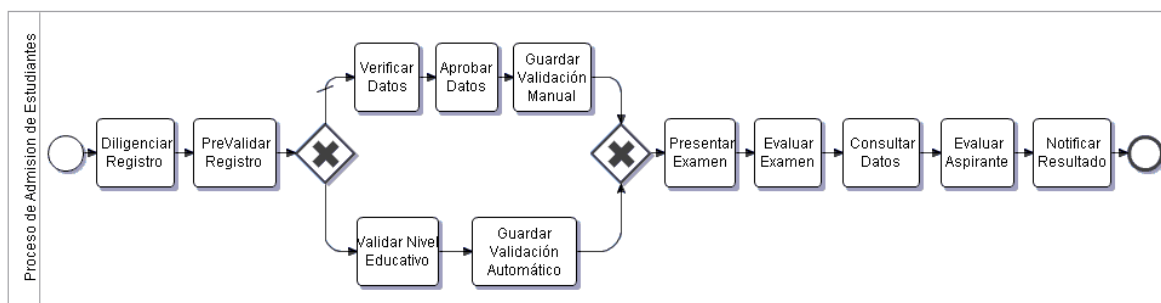 Proceso de Admision de Estudiantes
Diligenciar
Registro
PreValidar
Registro
Verificar
Datos
Aprobar
Datos
Guardar
Validación
Manual
Validar Nivel
Educativo
Guardar
Validación
Automático
Presentar
Examen
Evaluar
Examen
Consultar
Datos
Evaluar
Aspirante
Notificar
Resultado